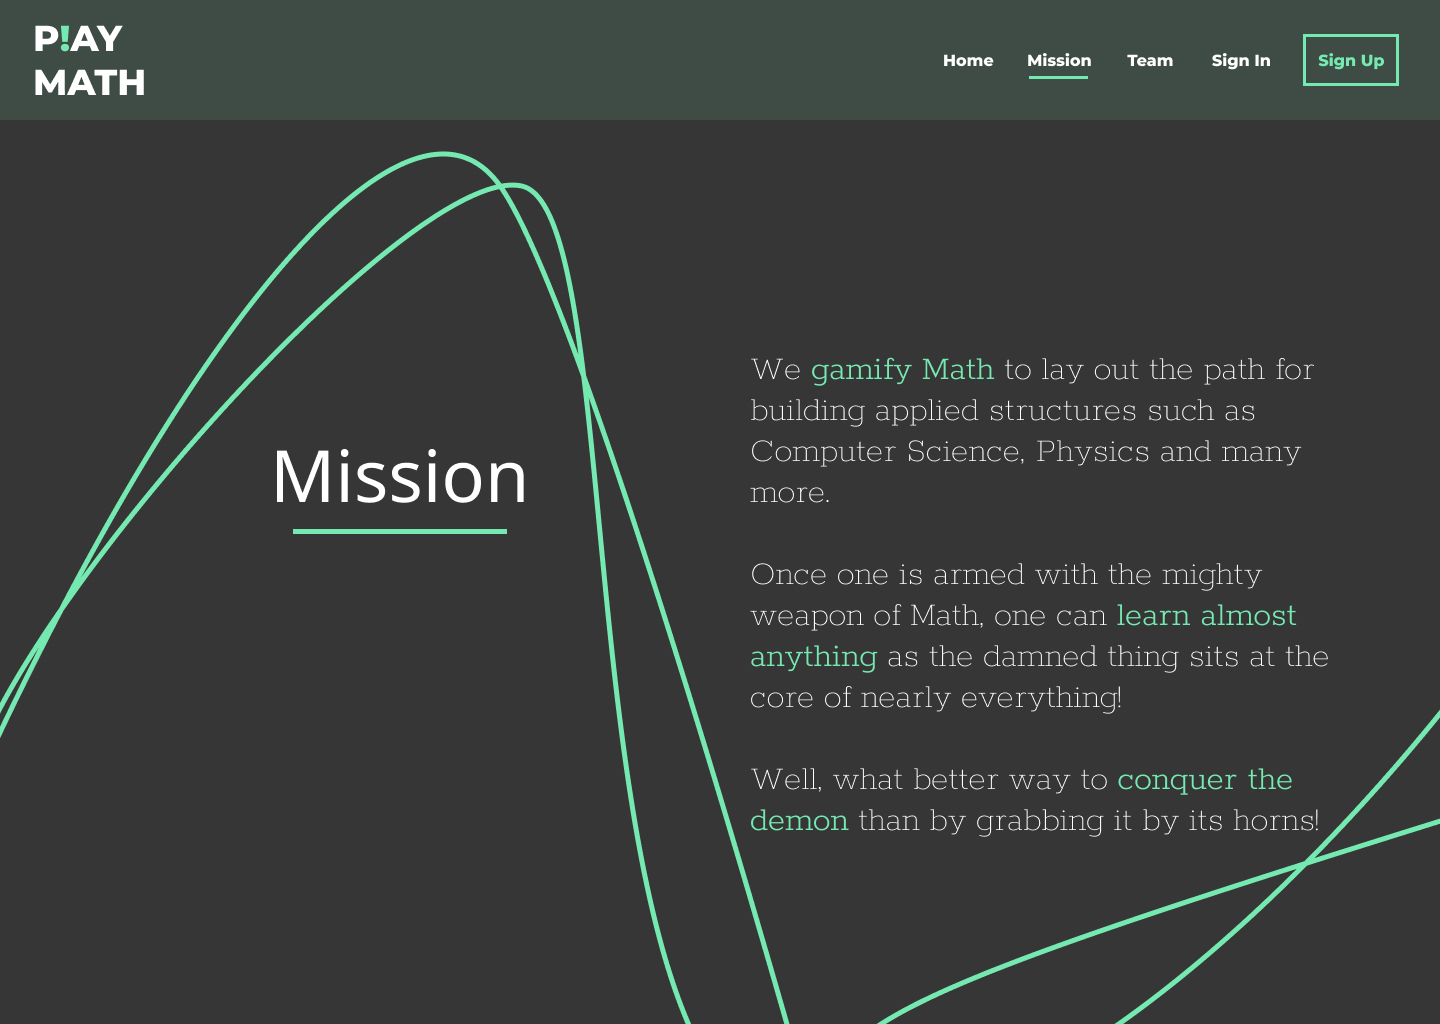 P!AY
MATH
Home Mission Team Sign In Sign Up
Mission
We gamify Math to lay out the path for
building applied structures such as
Computer Science, Physics and many
more.
Once one is armed with the mighty
weapon of Math, one can learn almost
anything as the damned thing sits at the
core of nearly everything!
Well, what better way to conquer the
demon than by grabbing it by its horns!